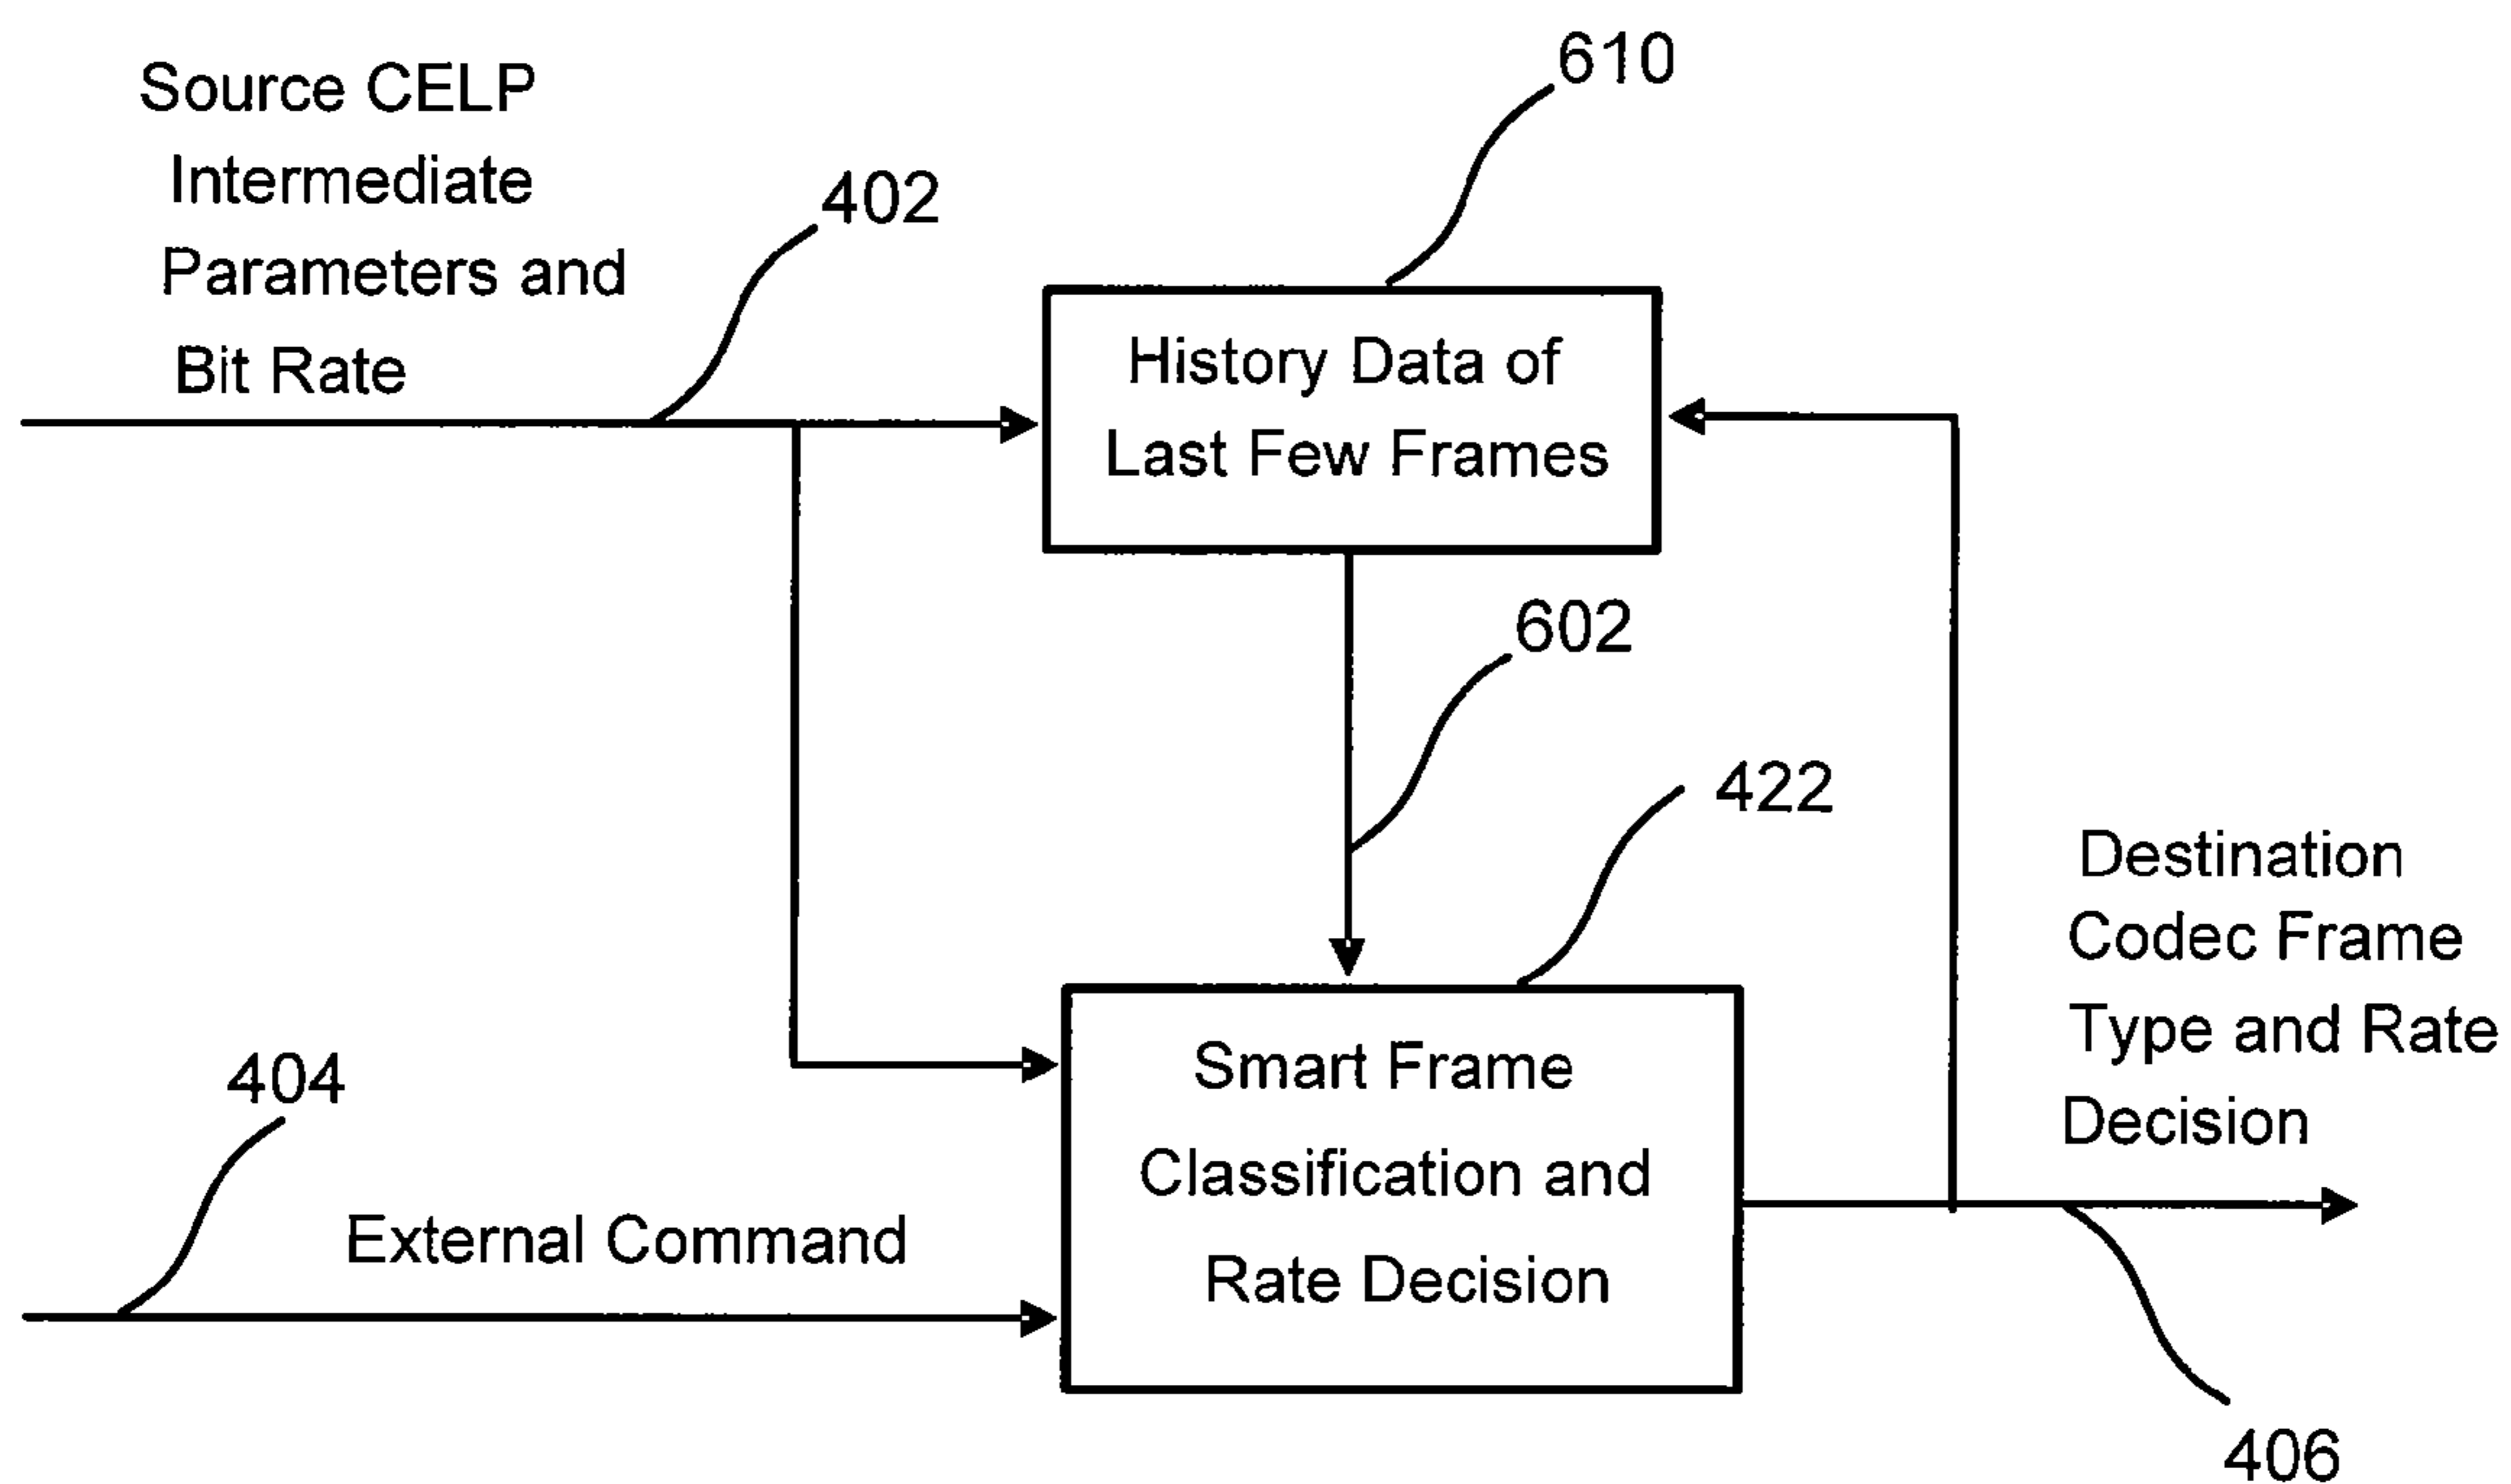 610
Source CELP
Intermediate
Parameters and
Bit Rate
402
History Data of
Last Few Frames
602
422
Destination
Codec Frame
Type and Rate
Decision
404
External Command
Smart Frame
Classification and
Rate Decision
406